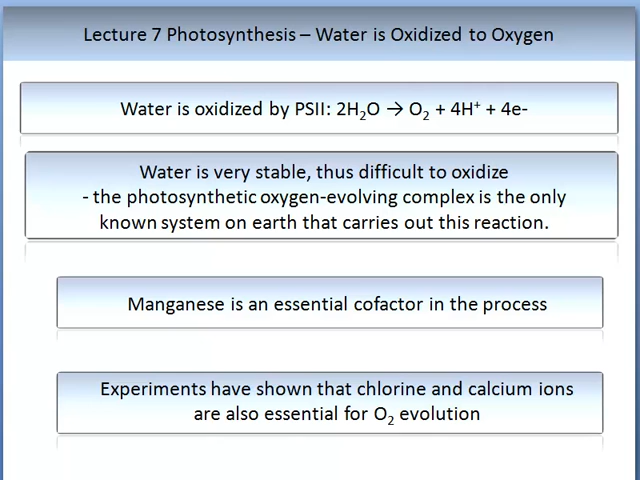 Lecture 7 Photosynthesis – Water is Oxidized to Oxygen
Water is oxidized by PSII: 2H₂O → O₂ + 4H⁺ + 4e-
Water is very stable, thus difficult to oxidize
- the photosynthetic oxygen-evolving complex is the only
known system on earth that carries out this reaction.
Manganese is an essential cofactor in the process
Experiments have shown that chlorine and calcium ions
are also essential for O₂ evolution